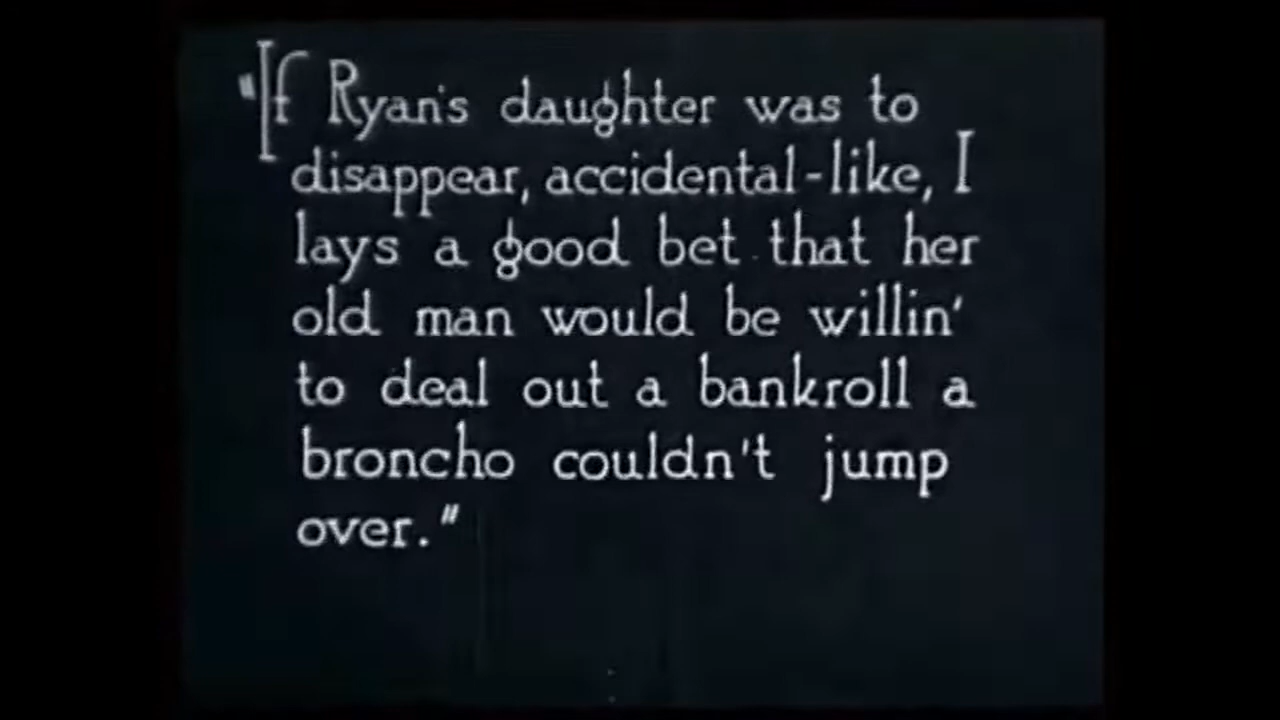 "If Ryan's daughter was to
disappear, accidental-like, I
lays a good bet that her
old man would be willin'
to deal out a bankroll a
broncho couldn't jump
over."